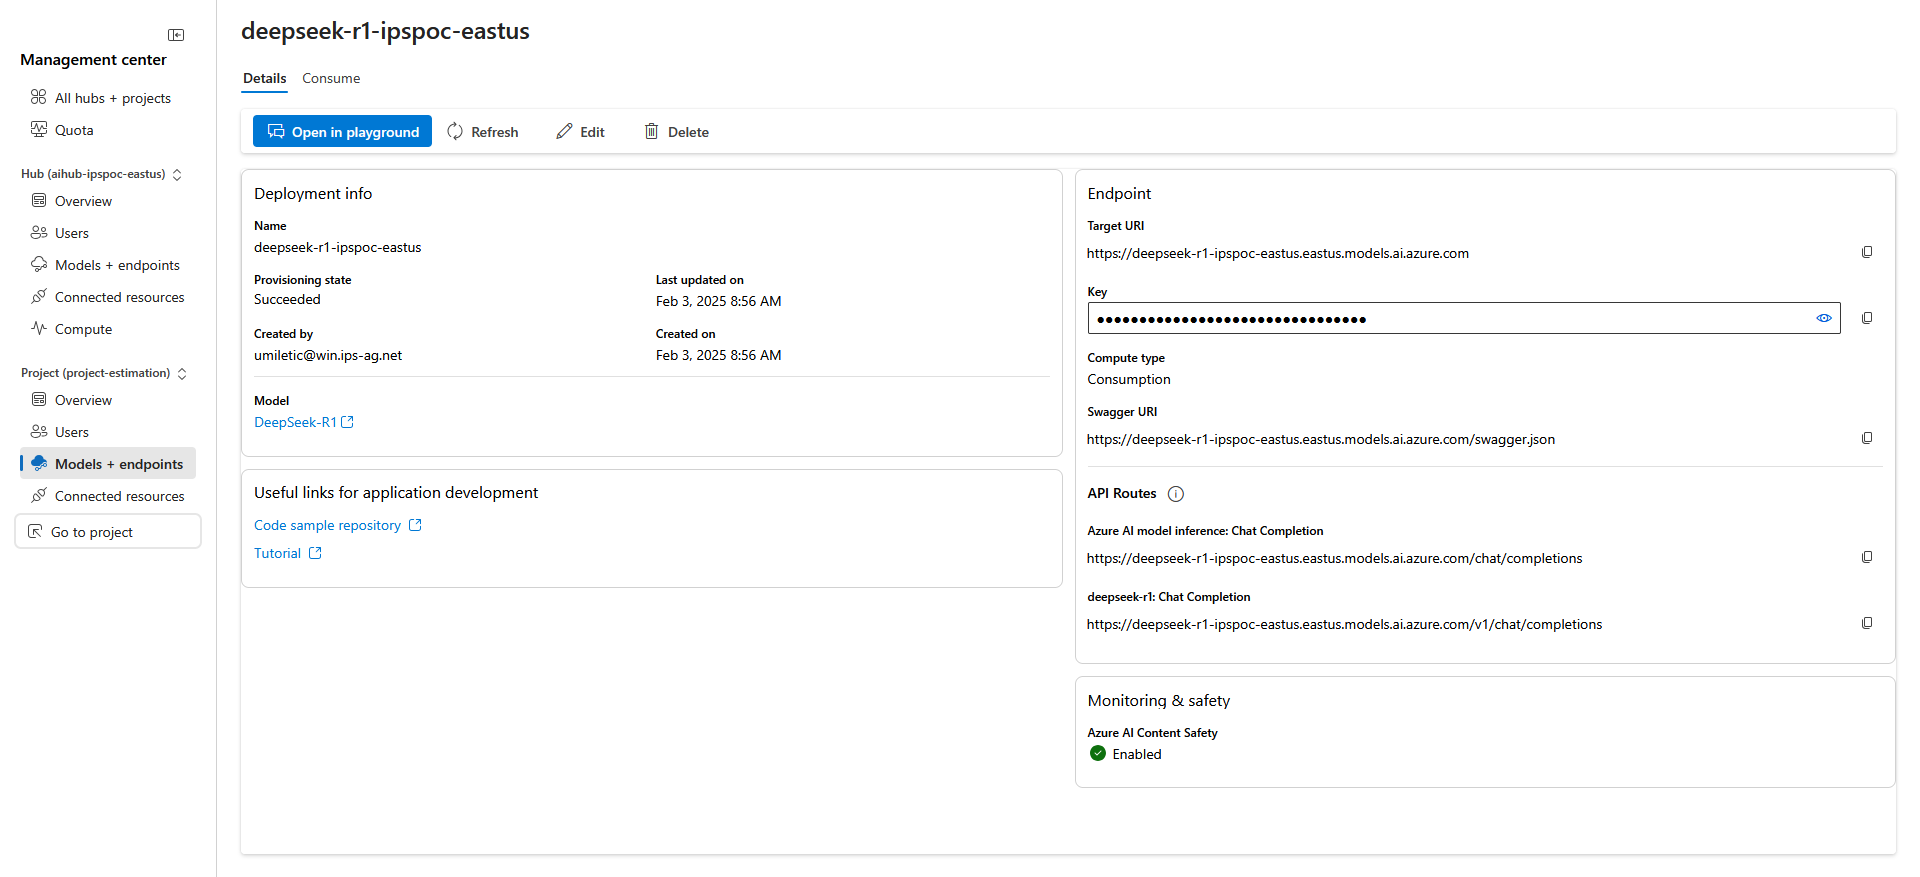 Management center
All hubs + projects
Quota
Hub (aihub-ipspoc-eastus)
Overview
Users
Models + endpoints
Connected resources
Compute
Project (project-estimation)
Overview
Users
Models + endpoints
Connected resources
Go to project
deepseek-r1-ipspoc-eastus
Details Consume
Open in playground Refresh Edit Delete
Deployment info
Name
deepseek-r1-ipspoc-eastus
Provisioning state Last updated on
Succeeded Feb 3, 2025 8:56 AM
Created by Created on
umiletic@win.ips-ag.net Feb 3, 2025 8:56 AM
Model
DeepSeek-R1
Useful links for application development
Code sample repository
Tutorial
Endpoint
Target URI
https://deepseek-r1-ipspoc-eastus.eastus.models.ai.azure.com
Key
••••••••••••••••••••••••••••••••
Compute type
Consumption
Swagger URI
https://deepseek-r1-ipspoc-eastus.eastus.models.ai.azure.com/swagger.json
API Routes
Azure AI model inference: Chat Completion
https://deepseek-r1-ipspoc-eastus.eastus.models.ai.azure.com/chat/completions
deepseek-r1: Chat Completion
https://deepseek-r1-ipspoc-eastus.eastus.models.ai.azure.com/v1/chat/completions
Monitoring & safety
Azure AI Content Safety
Enabled